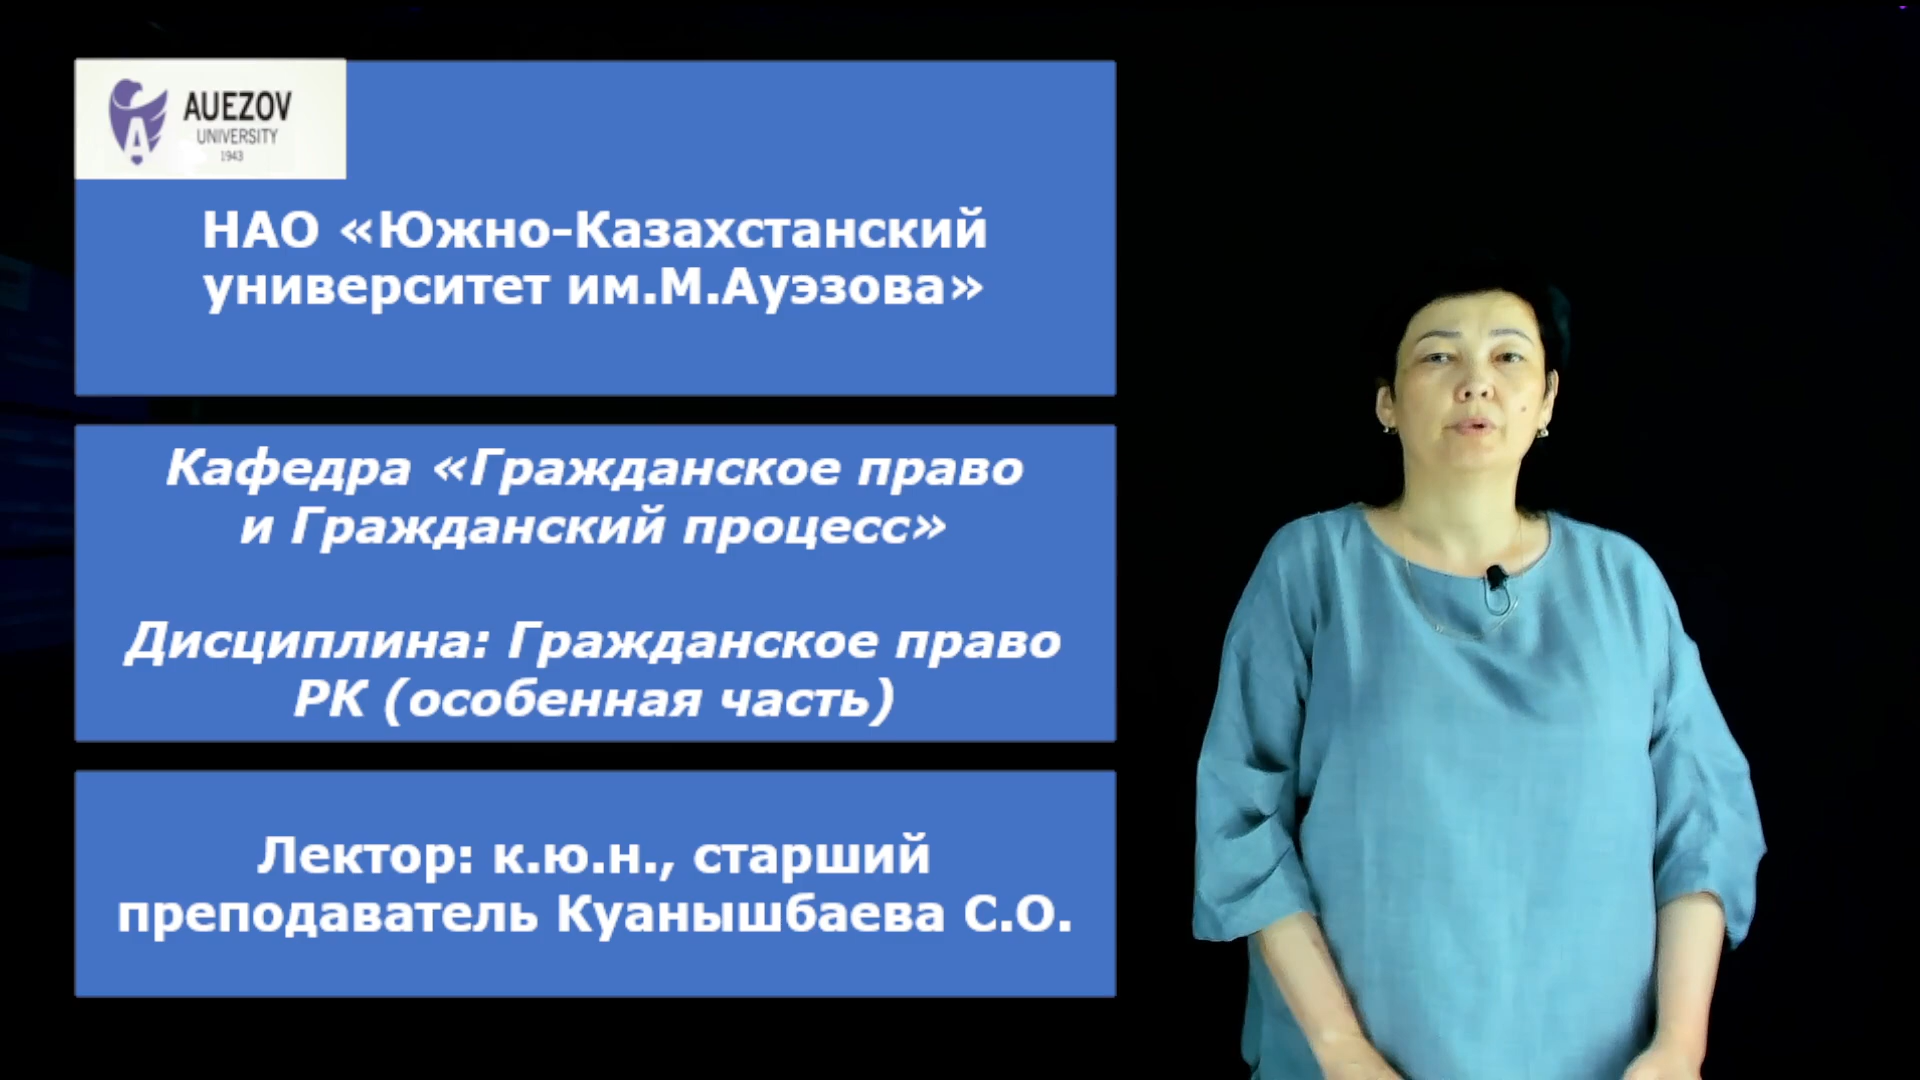 AUEZOV
UNIVERSITY
1943
НАО «Южно-Казахстанский
университет им.М.Ауэзова»
Кафедра «Гражданское право
и Гражданский процесс»
Дисциплина: Гражданское право
РК (особенная часть)
Лектор: к.ю.н., старший
преподаватель Куанышбаева С.О.